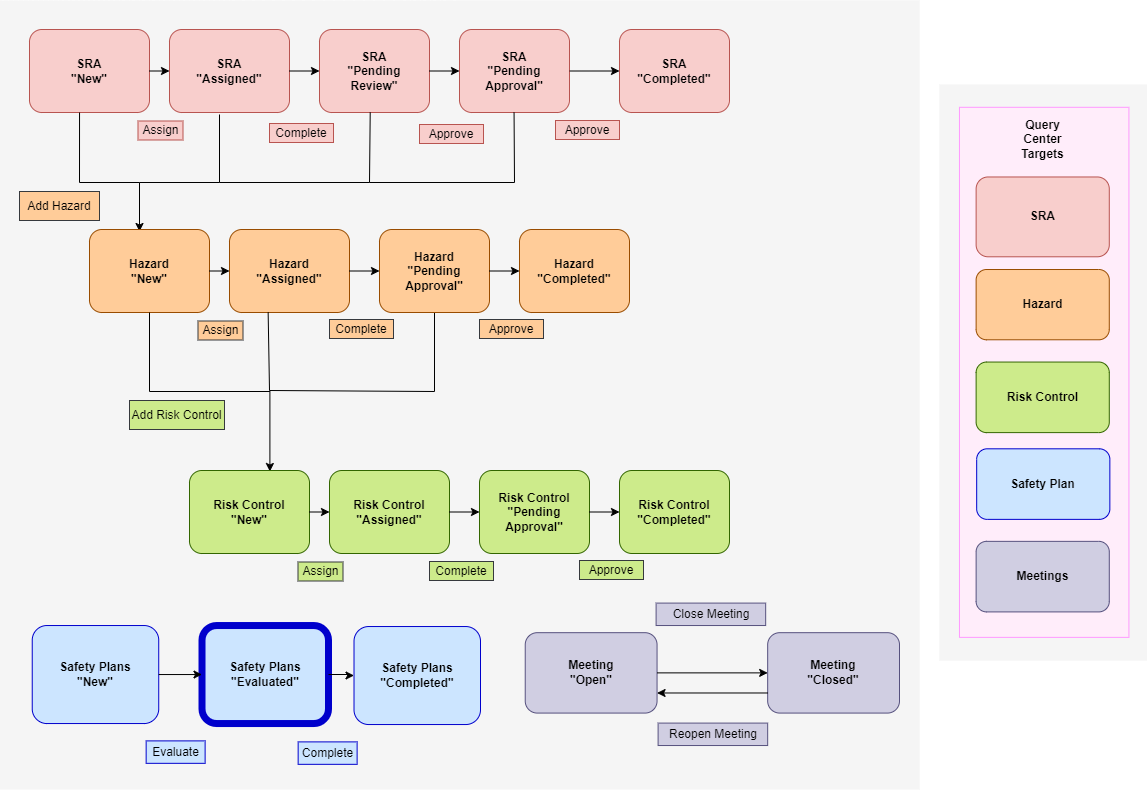 SRA
"New"
SRA
"Assigned"
SRA
"Pending
Review"
SRA
"Pending
Approval"
SRA
"Completed"
Assign
Complete
Approve
Approve
Add Hazard
Hazard
"New"
Hazard
"Assigned"
Hazard
"Pending
Approval"
Hazard
"Completed"
Assign
Complete
Approve
Add Risk Control
Risk Control
"New"
Risk Control
"Assigned"
Risk Control
"Pending
Approval"
Risk Control
"Completed"
Assign
Complete
Approve
Safety Plans
"New"
Safety Plans
"Evaluated"
Safety Plans
"Completed"
Evaluate
Complete
Close Meeting
Meeting
"Open"
Meeting
"Closed"
Reopen Meeting
Query
Center
Targets
SRA
Hazard
Risk Control
Safety Plan
Meetings